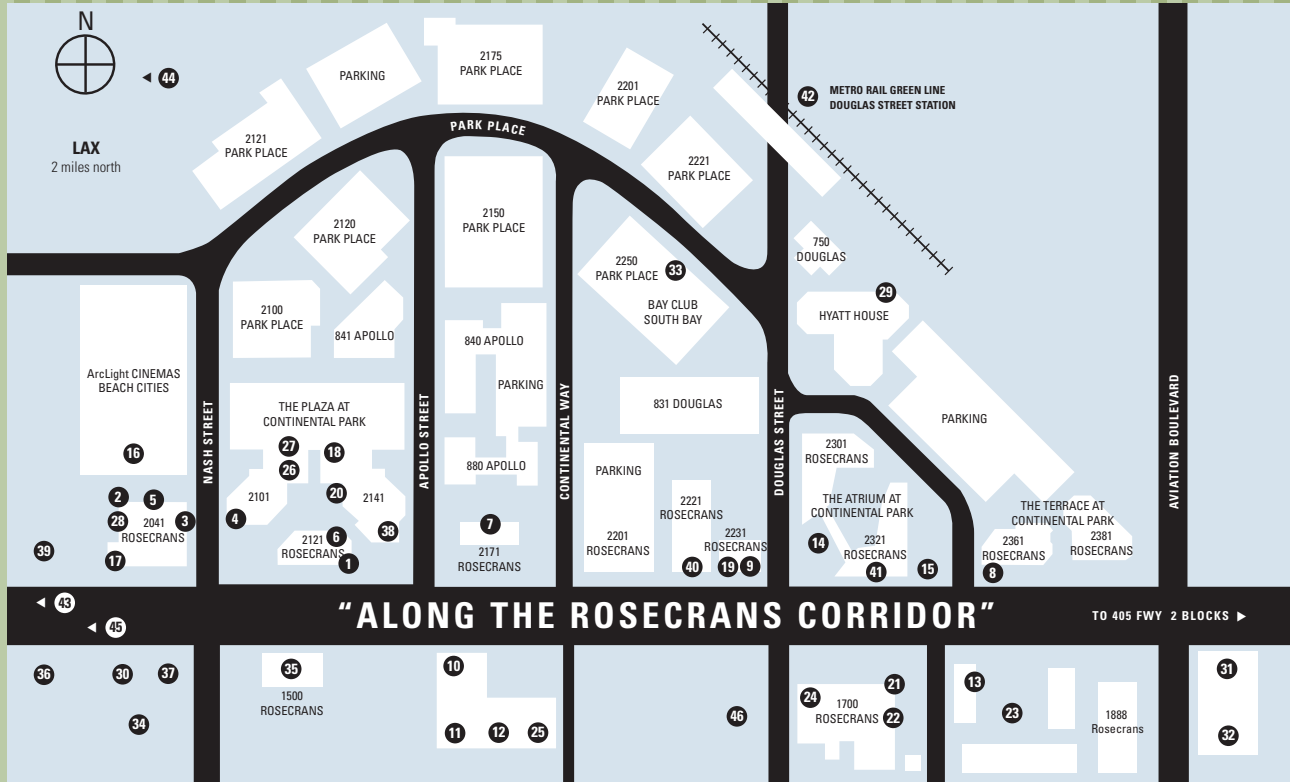 N
44
LAX
2 miles north
PARKING
2175
PARK PLACE
2201
PARK PLACE
42
METRO RAIL GREEN LINE
DOUGLAS STREET STATION
PARK PLACE
2121
PARK PLACE
2221
PARK PLACE
2120
PARK PLACE
2150
PARK PLACE
750
DOUGLAS
2250
PARK PLACE
33
BAY CLUB
SOUTH BAY
29
HYATT HOUSE
2100
PARK PLACE
841 APOLLO
840 APOLLO
PARKING
ArcLight CINEMAS
BEACH CITIES
16
NASH STREET
THE PLAZA AT
CONTINENTAL PARK
27
18
26
20
APOLLO STREET
CONTINENTAL WAY
831 DOUGLAS
DOUGLAS STREET
PARKING
AVIATION BOULEVARD
2301
ROSECRANS
880 APOLLO
PARKING
2
5
28
3
2041
ROSECRANS
17
39
2101
4
2141
38
6
2121
ROSECRANS
1
7
2171
ROSECRANS
2201
ROSECRANS
2221
ROSECRANS
40
2231
ROSECRANS
19
9
THE ATRIUM AT
CONTINENTAL PARK
14
2321
ROSECRANS
41
15
THE TERRACE AT
CONTINENTAL PARK
2361
ROSECRANS
8
2381
ROSECRANS
43
45
"ALONG THE ROSECRANS CORRIDOR"
TO 405 FWY 2 BLOCKS
36
30
37
34
35
1500
ROSECRANS
10
11
12
25
46
24
21
1700
ROSECRANS
22
13
23
1888
Rosecrans
31
32